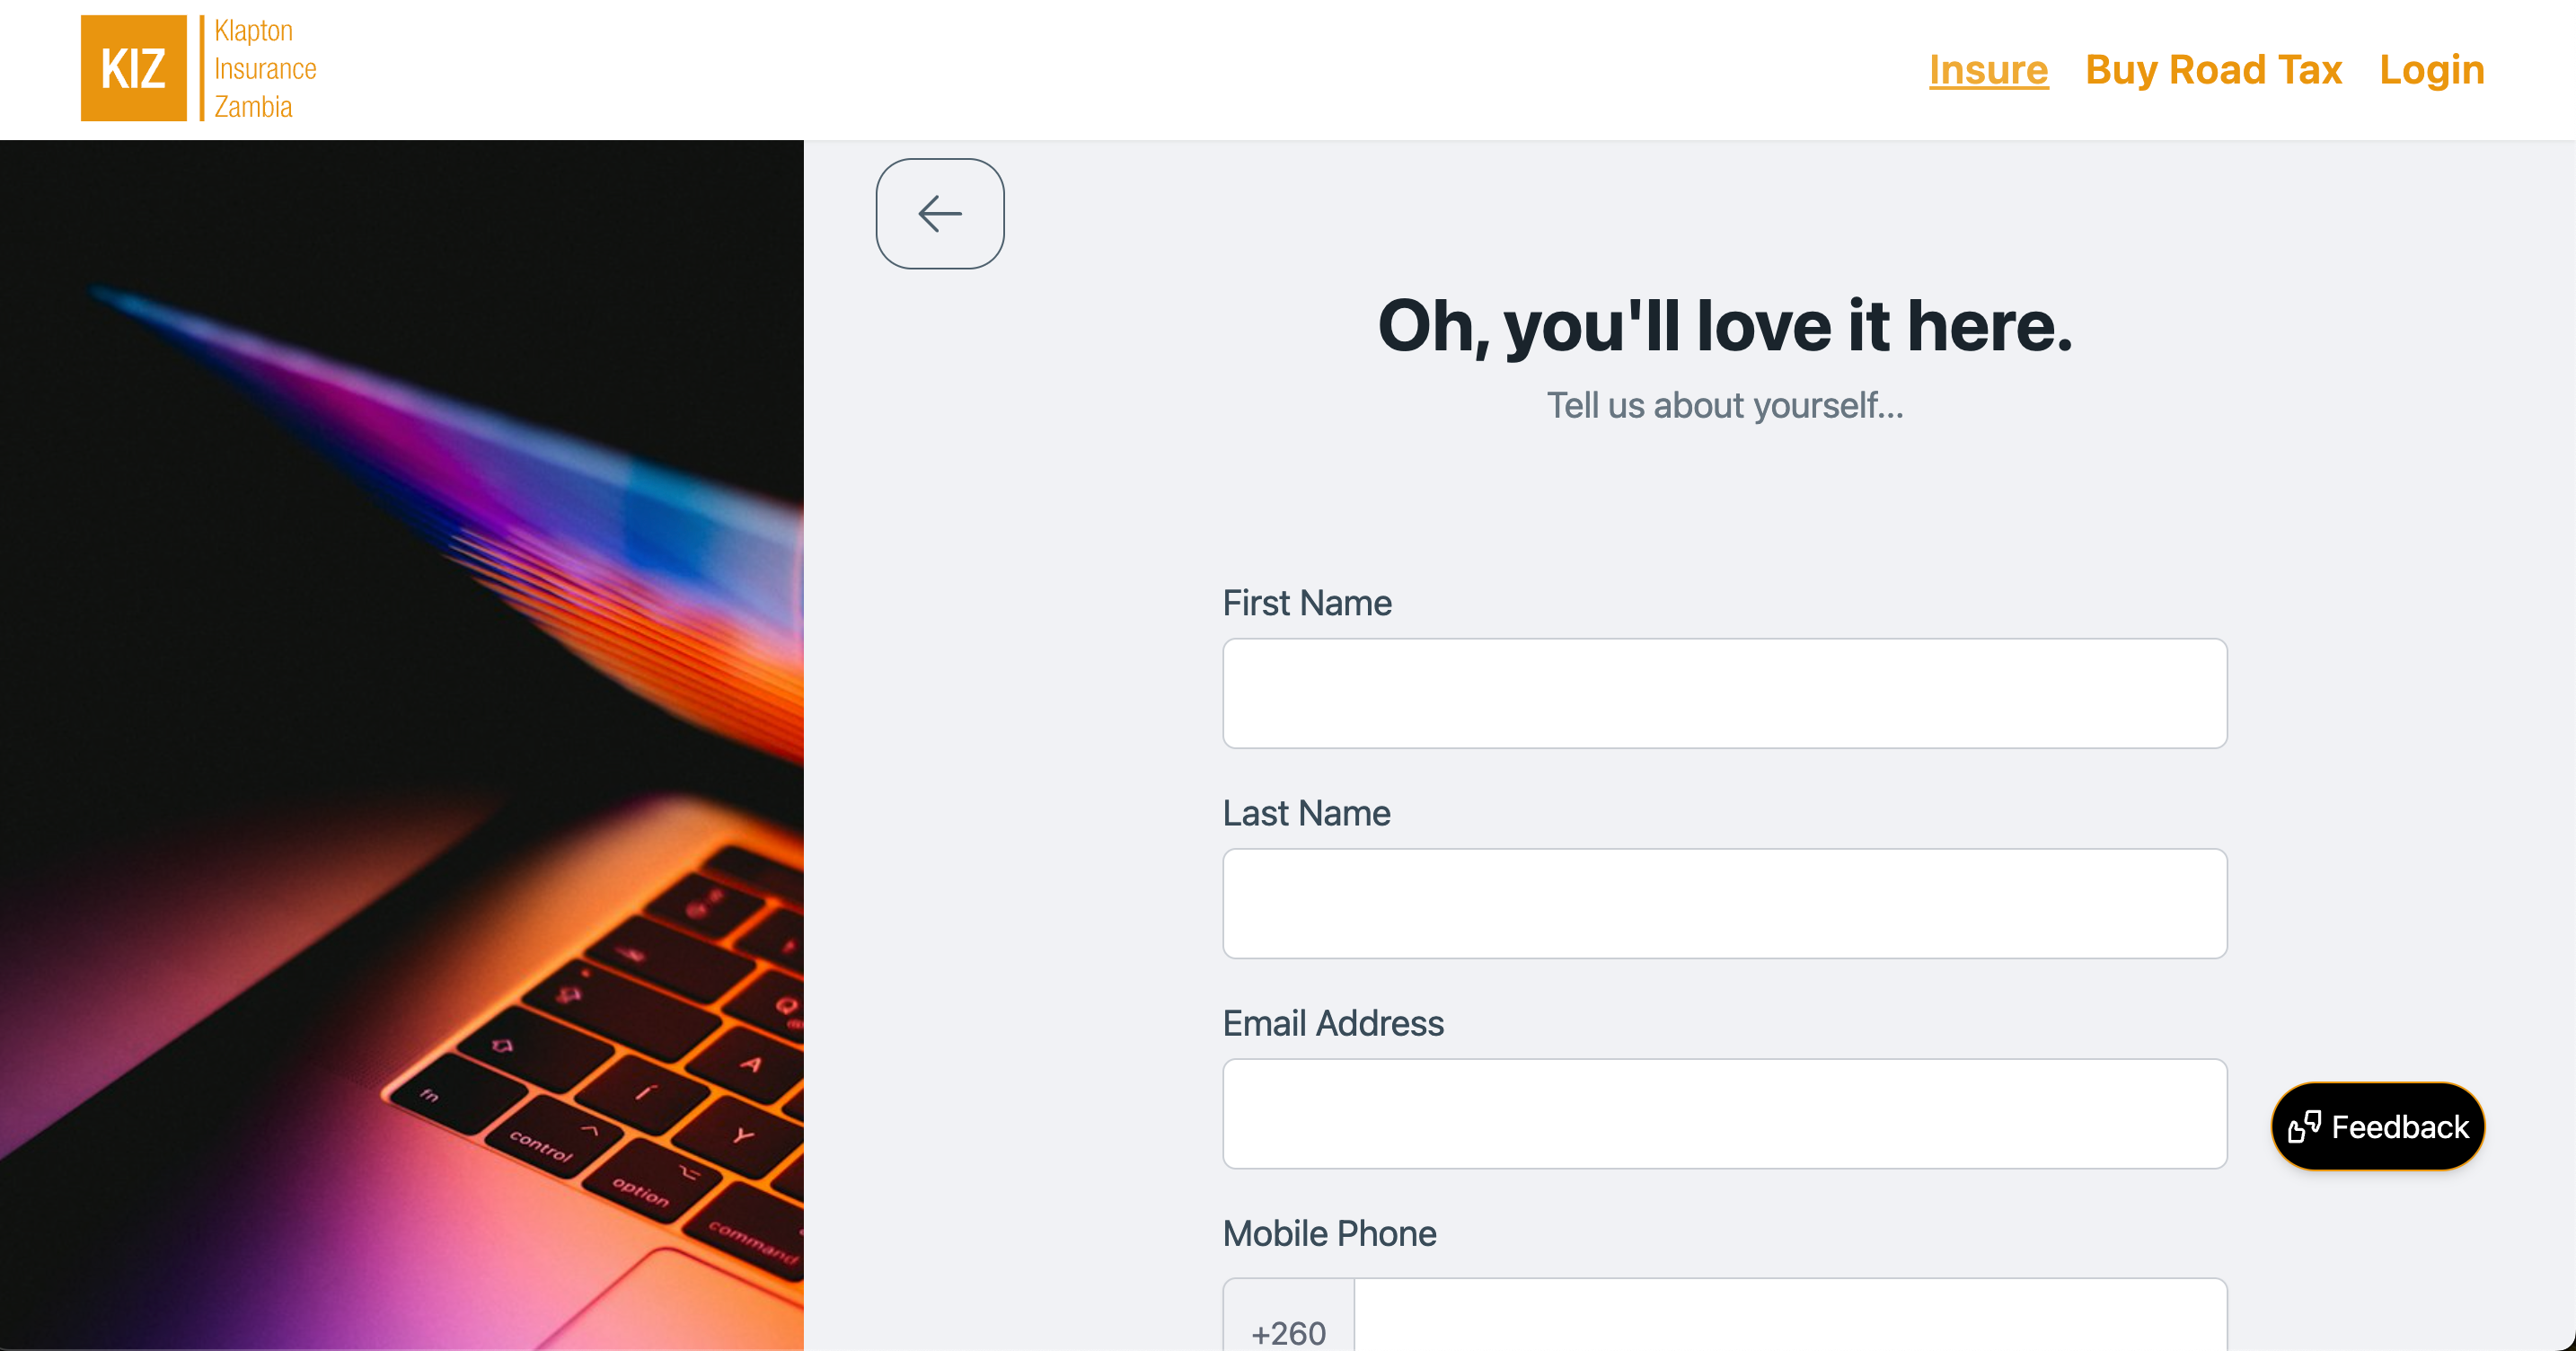 KIZ
Klapton
Insurance
Zambia
Insure
Buy Road Tax
Login
Oh, you'll love it here.
Tell us about yourself...
First Name
Last Name
Email Address
Feedback
Mobile Phone
+260
Q
A
Y
fn
control
option
command